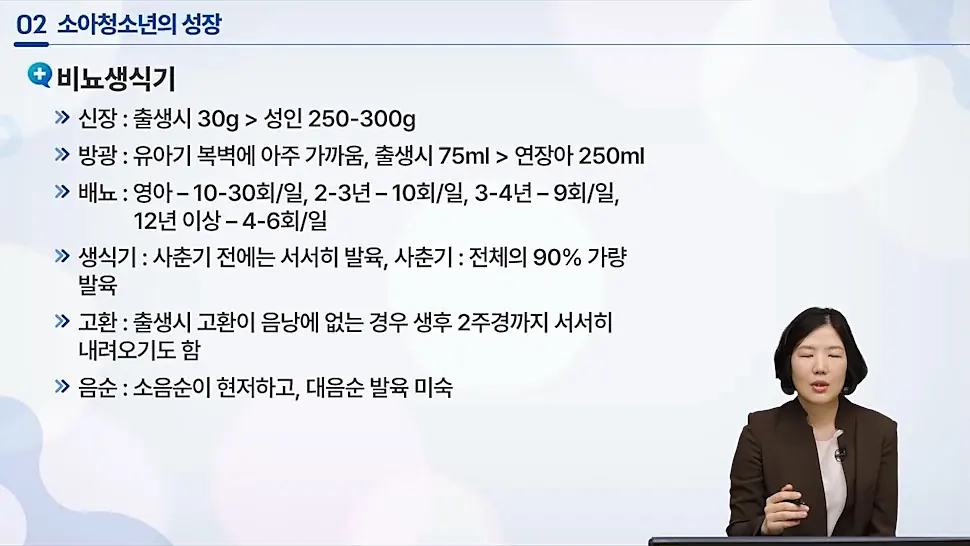 02 소아청소년의 성장
비뇨생식기
신장 : 출생시 30g > 성인 250-300g
방광 : 유아기 복벽에 아주 가까움, 출생시 75ml > 연장아 250ml
배뇨 : 영아 – 10-30회/일, 2-3년 – 10회/일, 3-4년 – 9회/일,
12년 이상 – 4-6회/일
생식기 : 사춘기 전에는 서서히 발육, 사춘기 : 전체의 90% 가량
발육
고환 : 출생시 고환이 음낭에 없는 경우 생후 2주경까지 서서히
내려오기도 함
음순 : 소음순이 현저하고, 대음순 발육 미숙